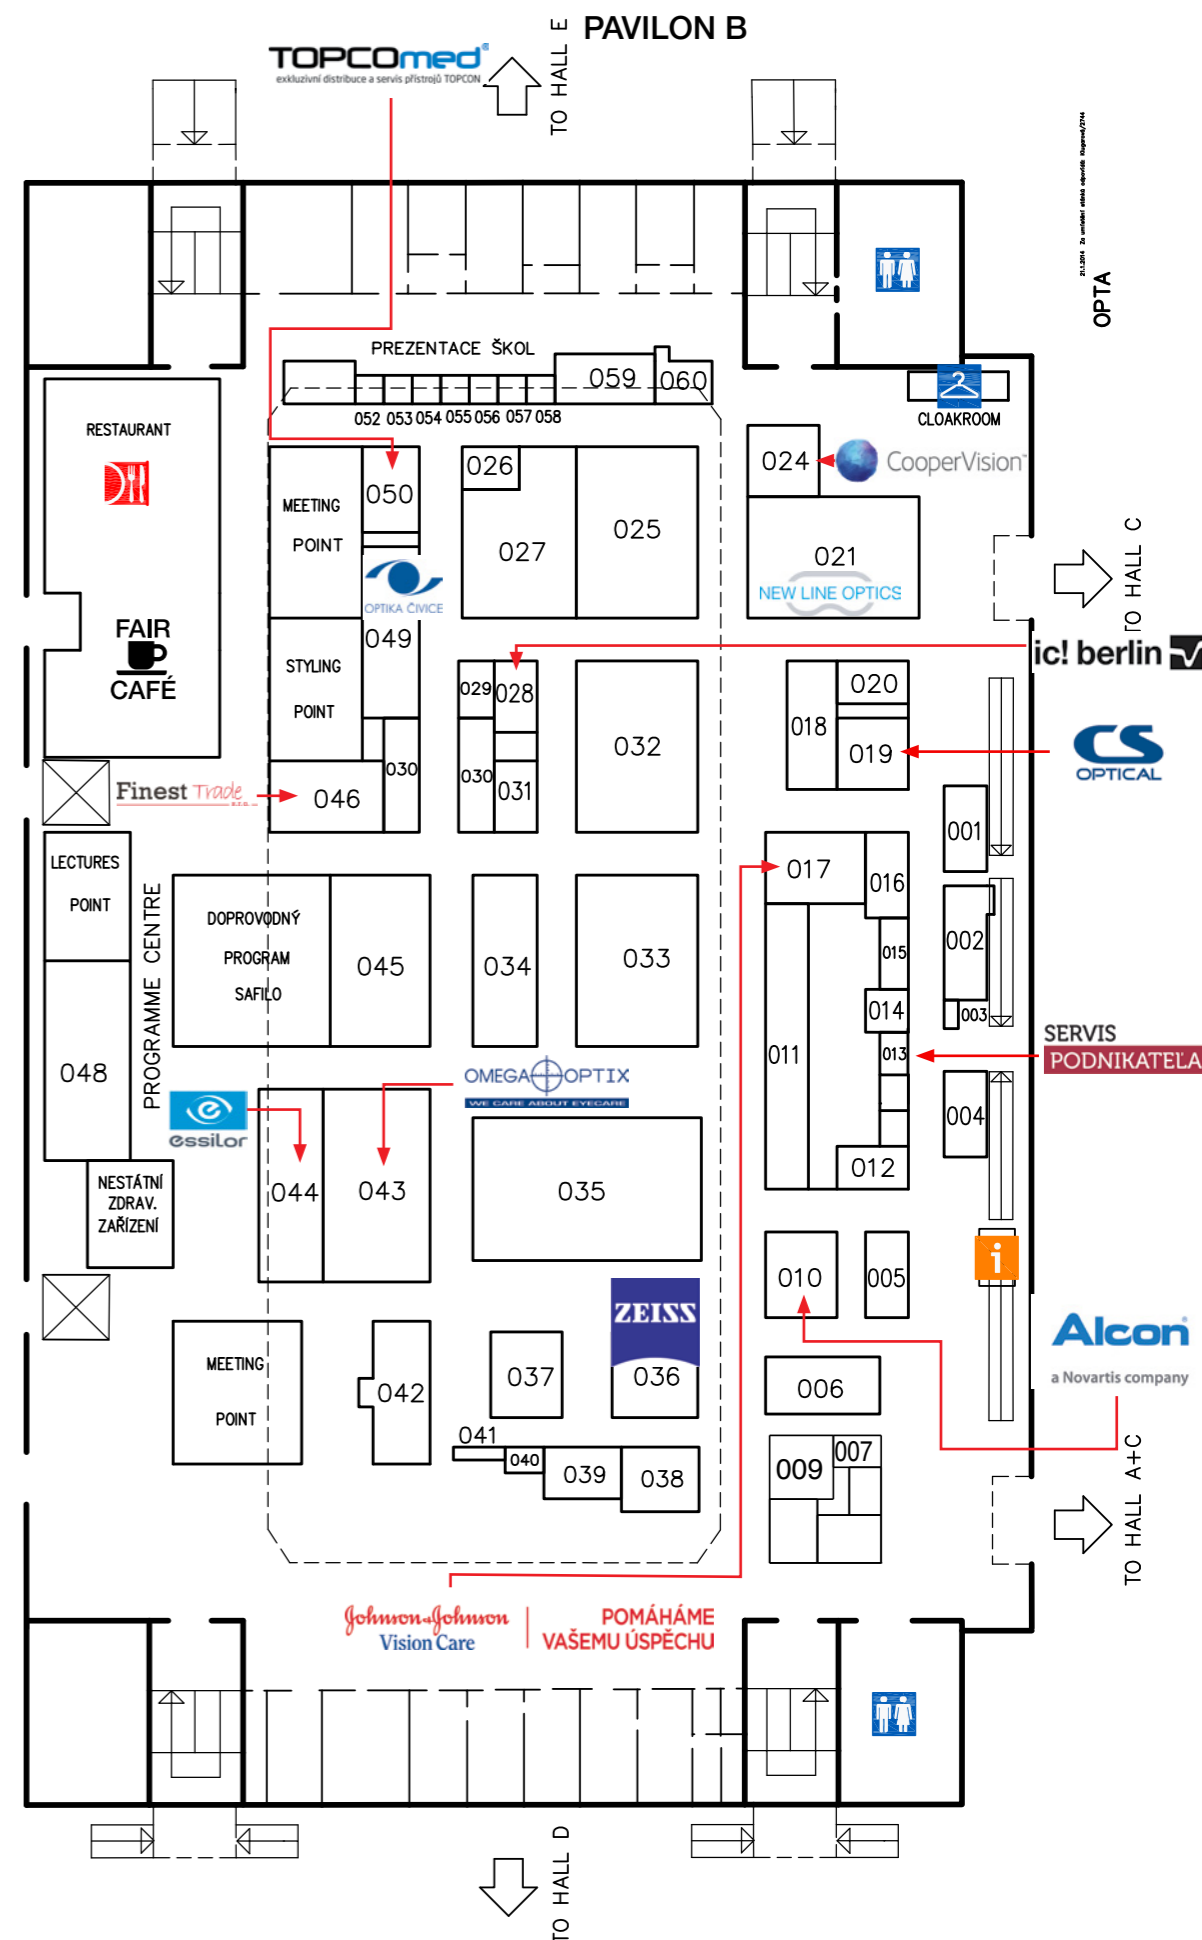 PAVILON B
TOPCOmed
exkluzivní distribuce a servis přístrojů TOPCON
TO HALL E
OPTA
PREZENTACE ŠKOL
059
060
052 053 054 055 056 057 058
CLOAKROOM
RESTAURANT
FAIR
CAFÉ
MEETING
POINT
050
OPTIKA ČIVICE
049
026
027
025
024
CooperVision
021
NEW LINE OPTICS
TO HALL C
ic! berlin
STYLING
POINT
029
028
032
018
020
019
CS
OPTICAL
030
030
031
Finest Trade
s.r.o.
046
001
LECTURES
POINT
PROGRAMME CENTRE
048
DOPROVODNÝ
PROGRAM
SAFILO
045
034
033
017
016
015
014
013
011
012
002
003
004
SERVIS
PODNIKATEĽA
OMEGA OPTIX
WE CARE ABOUT EYECARE
essilor
044
043
035
NESTÁTNÍ
ZDRAV.
ZAŘÍZENÍ
010
005
i
ZEISS
036
037
Alcon
a Novartis company
MEETING
POINT
042
006
041
040
039
038
009
007
TO HALL A+C
Johnson & Johnson
Vision Care
POMÁHÁME
VAŠEMU ÚSPĚCHU
TO HALL D